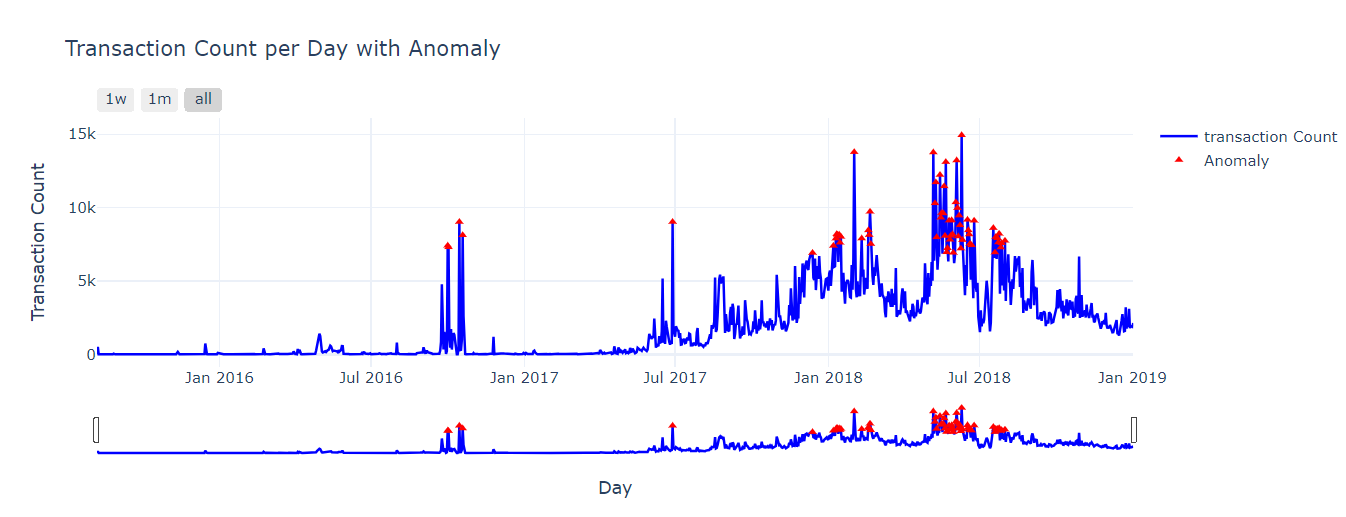 Transaction Count per Day with Anomaly
1w 1m all
Transaction Count
15k
10k
5k
0
Jan 2016 Jul 2016 Jan 2017 Jul 2017 Jan 2018 Jul 2018 Jan 2019
Day
transaction Count
Anomaly